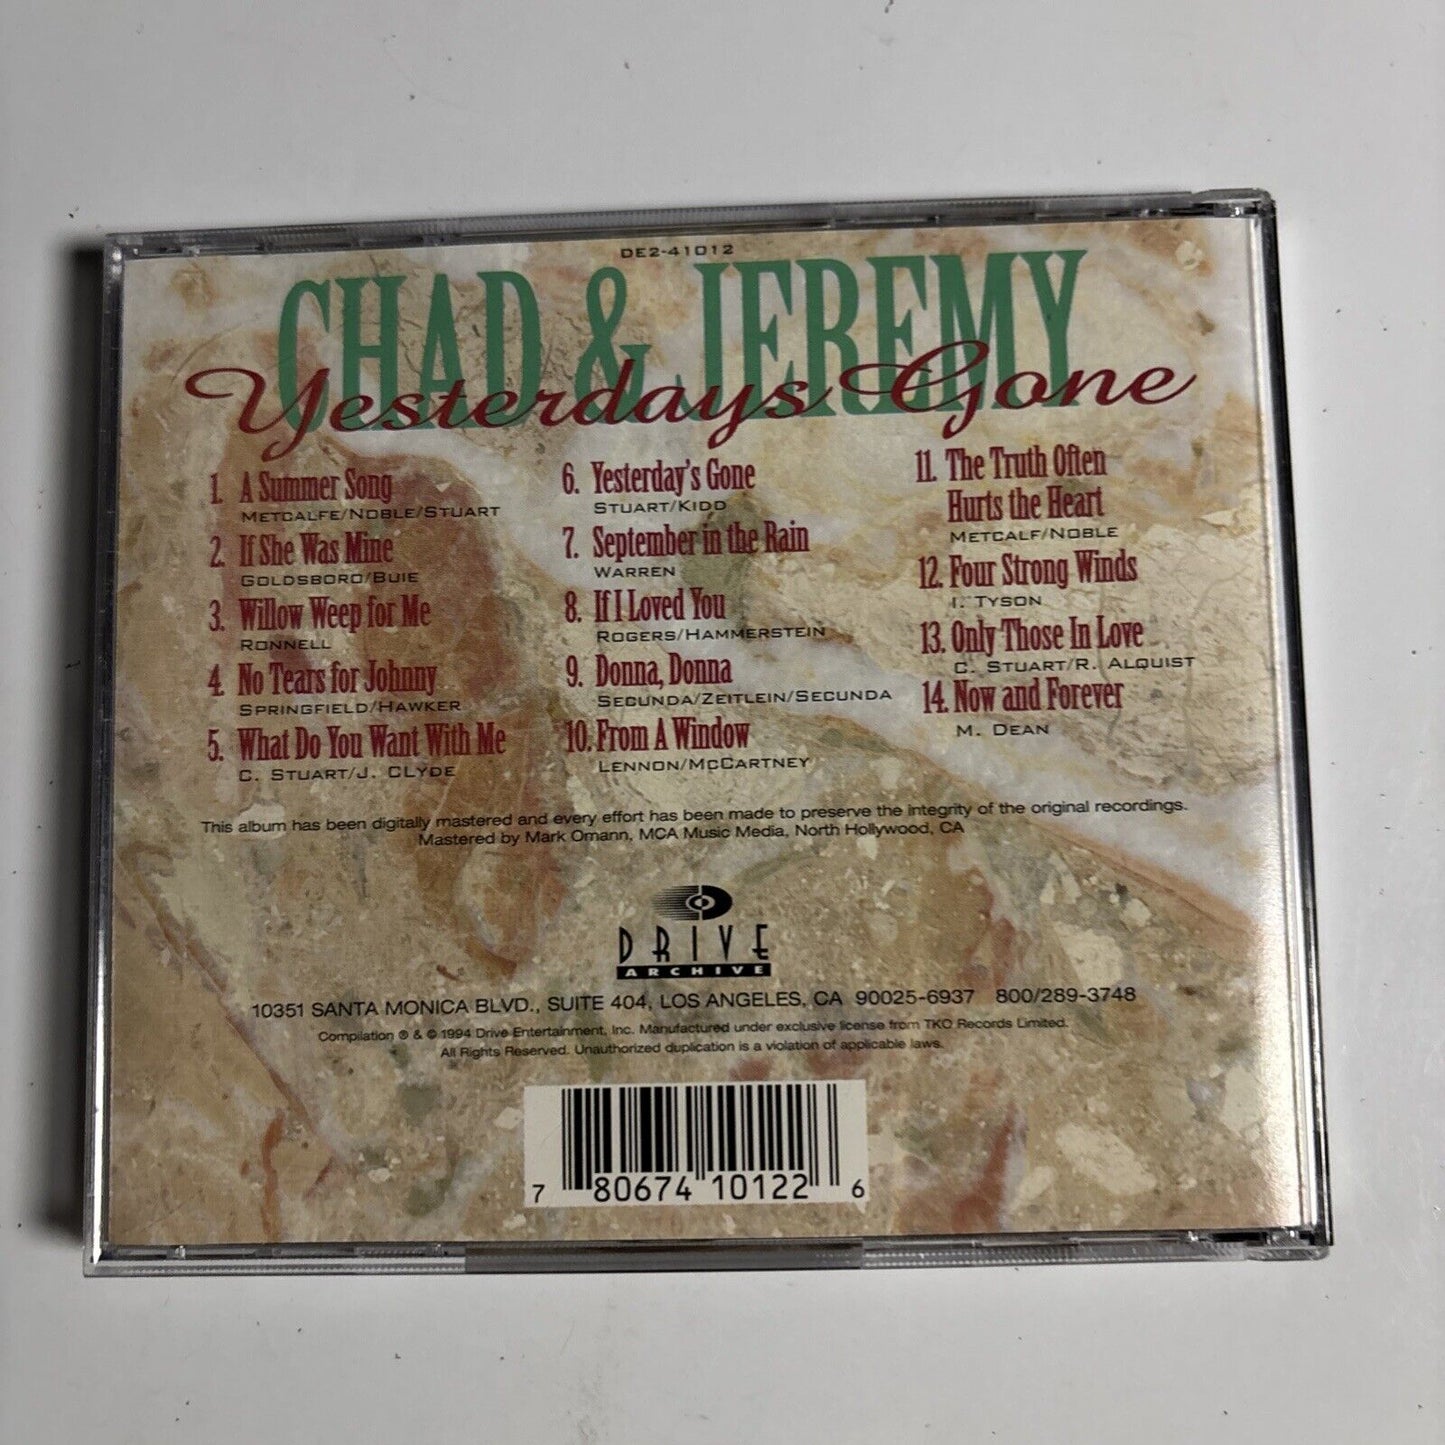 DE2-41012
CHAD & JEREMY
Yesterdays Gone
1. A Summer Song
METCALFE/NOBLE/STUART
2. If She Was Mine
GOLDSBORO/BUIE
3. Willow Weep for Me
RONNELL
4. No Tears for Johnny
SPRINGFIELD/HAWKER
5. What Do You Want With Me
C. STUART/J. CLYDE
6. Yesterday's Gone
STUART/KIDD
7. September in the Rain
WARREN
8. If I Loved You
ROGERS/HAMMERSTEIN
9. Donna, Donna
SECUNDA/ZEITLEIN/SECUNDA
10. From A Window
LENNON/MCCARTNEY
11. The Truth Often
Hurts the Heart
METCALF/NOBLE
12. Four Strong Winds
I. TYSON
13. Only Those In Love
C. STUART/R. ALQUIST
14. Now and Forever
M. DEAN
This album has been digitally mastered and every effort has been made to preserve the integrity of the original recordings.
Mastered by Mark Omann, MCA Music Media, North Hollywood, CA
DRIVE
ARCHIVE
10351 SANTA MONICA BLVD., SUITE 404, LOS ANGELES, CA 90025-6937 800/289-3748
Compilation ℗ & © 1994 Drive Entertainment, Inc. Manufactured under exclusive license from TKO Records Limited.
All Rights Reserved. Unauthorized duplication is a violation of applicable laws.
7 80674 10122 6